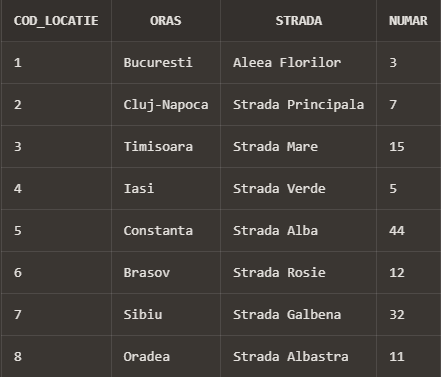 COD_LOCATIE ORAS STRADA NUMAR
1 Bucuresti Aleea Florilor 3
2 Cluj-Napoca Strada Principala 7
3 Timisoara Strada Mare 15
4 Iasi Strada Verde 5
5 Constanta Strada Alba 44
6 Brasov Strada Rosie 12
7 Sibiu Strada Galbena 32
8 Oradea Strada Albastra 11